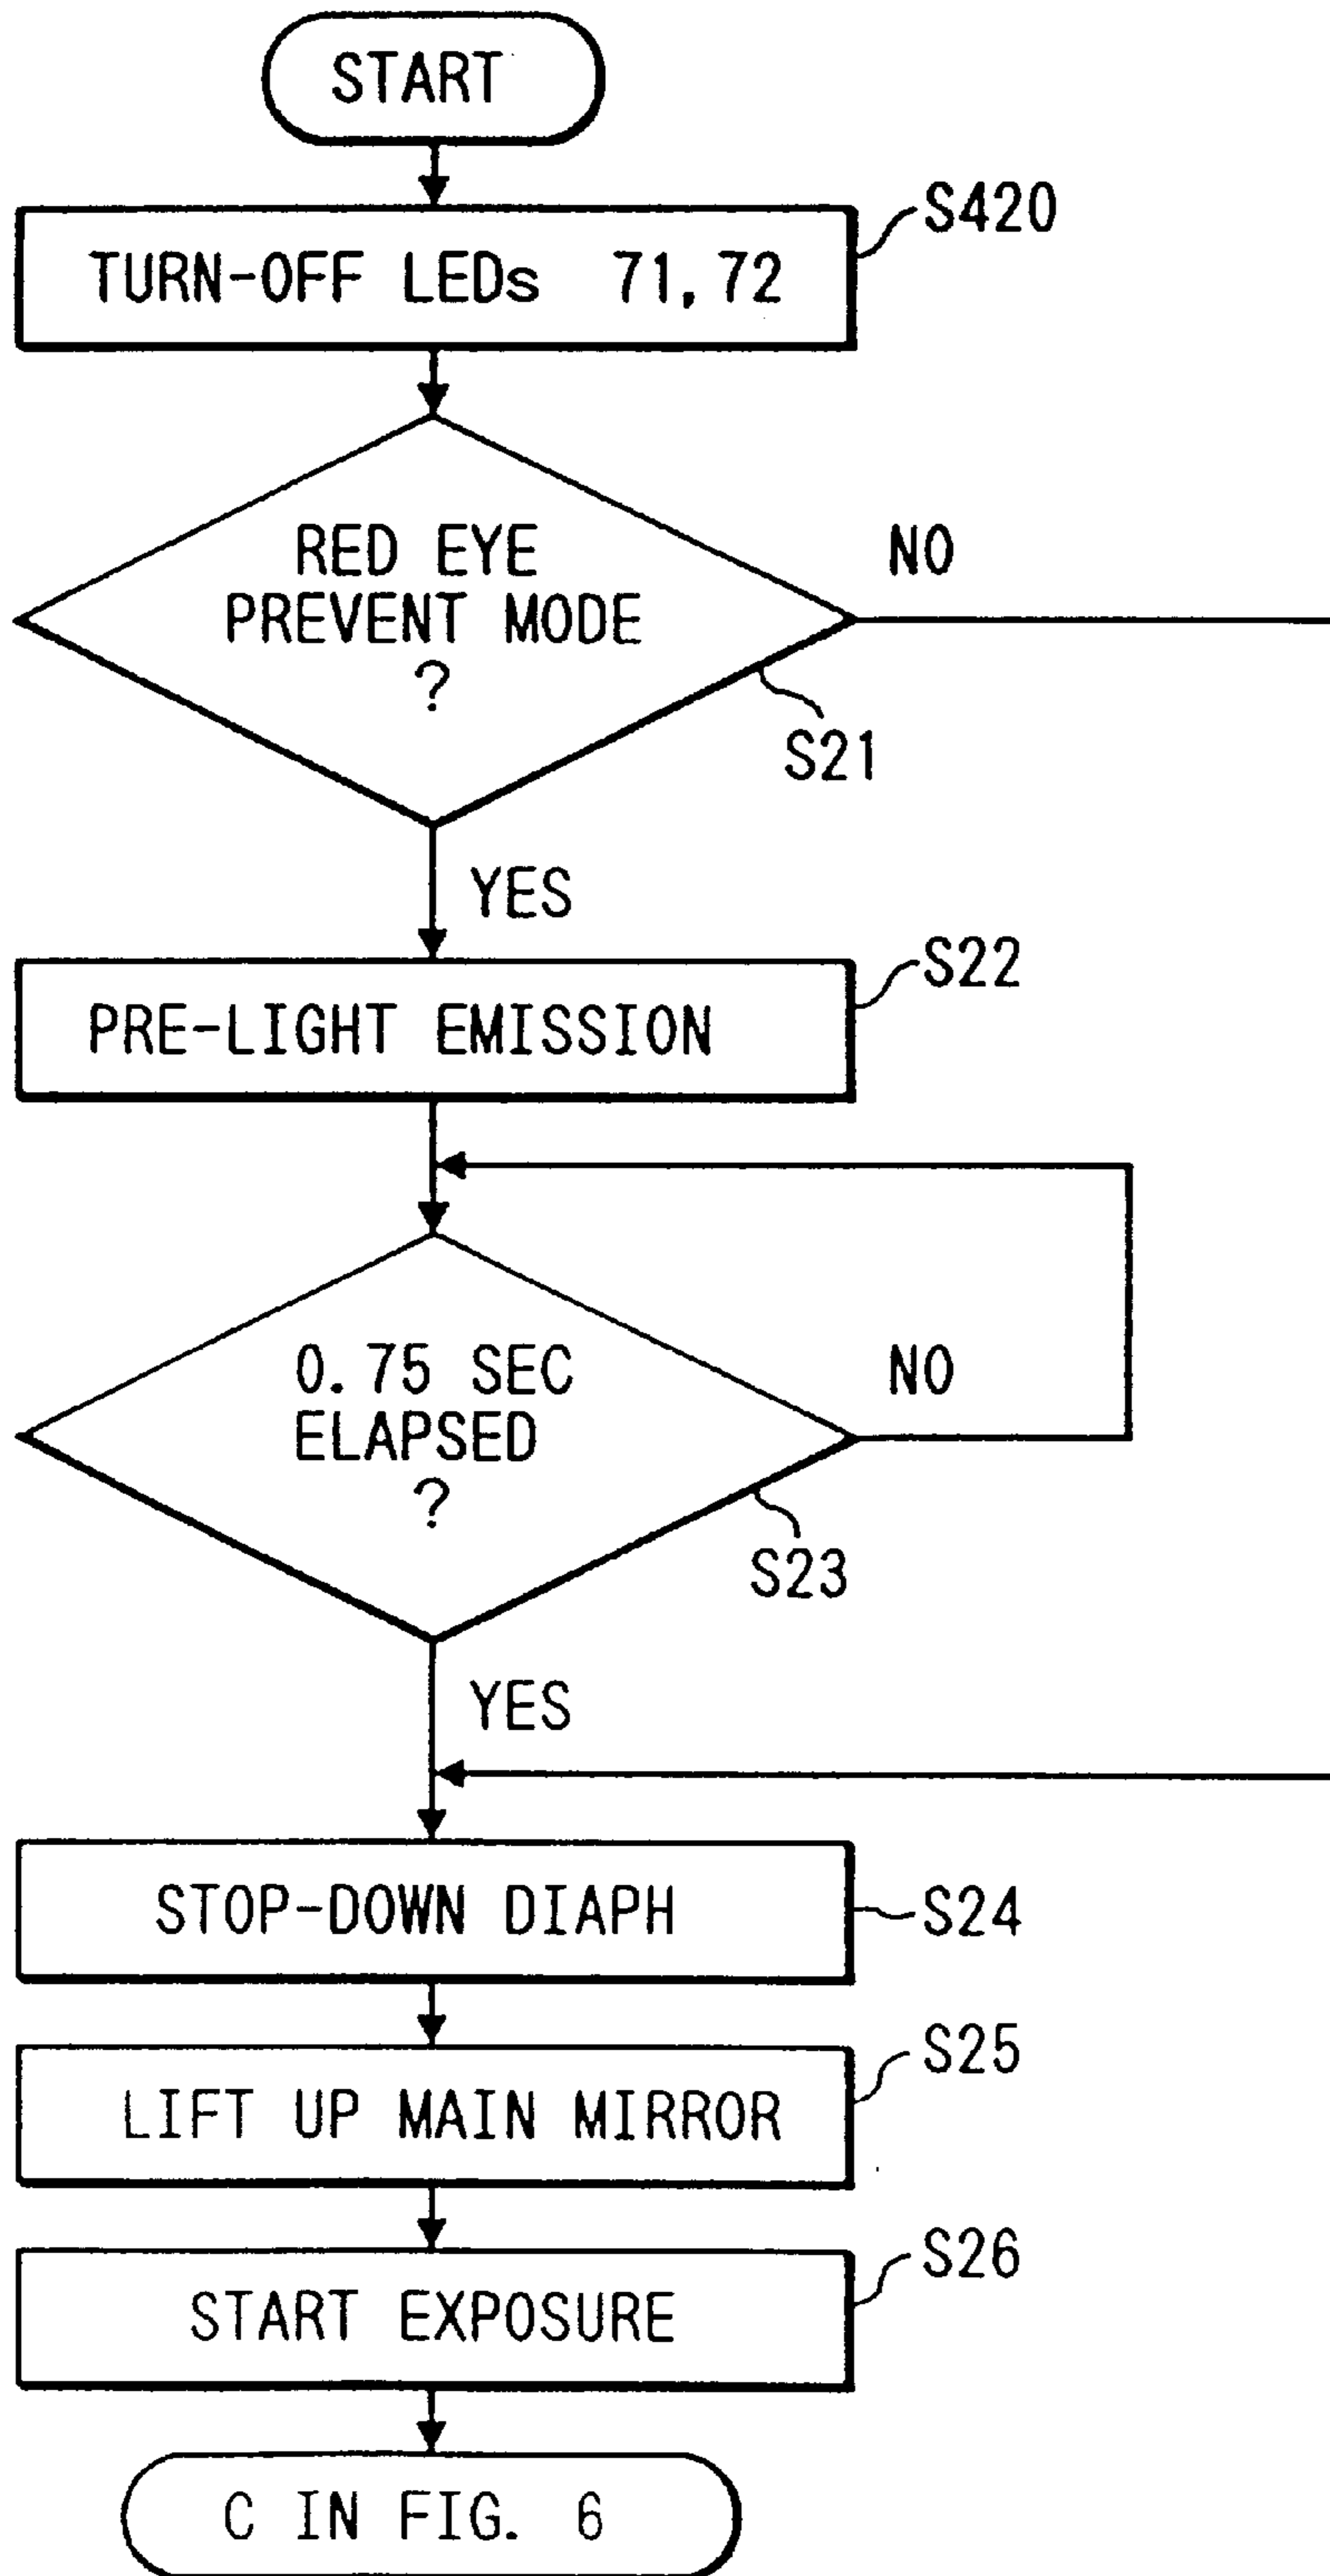 START
S420
TURN-OFF LEDs 71, 72
RED EYE
PREVENT MODE
?
NO
S21
YES
S22
PRE-LIGHT EMISSION
0.75 SEC
ELAPSED
?
NO
S23
YES
STOP-DOWN DIAPH
S24
S25
LIFT UP MAIN MIRROR
S26
START EXPOSURE
C IN FIG. 6